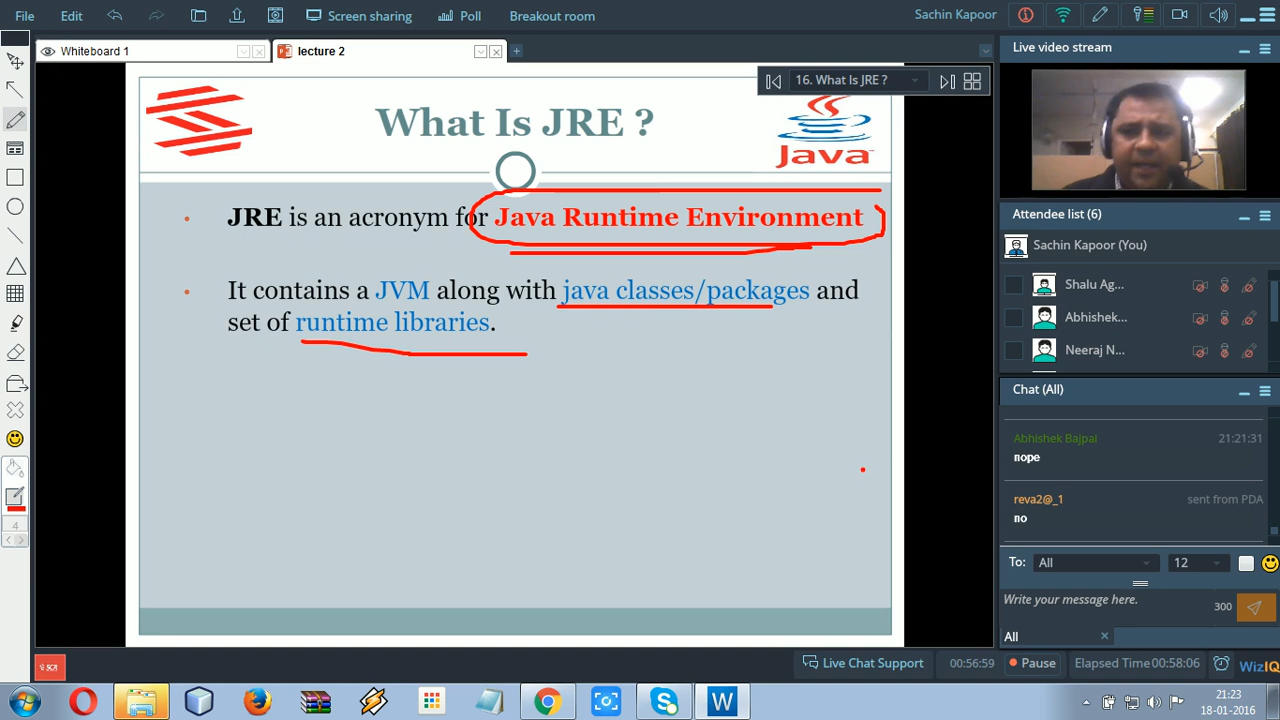 File Edit Screen sharing Poll Breakout room Sachin Kapoor
Whiteboard 1 lecture 2
Live video stream
16. What Is JRE ?
What Is JRE ?
Java
JRE is an acronym for Java Runtime Environment
It contains a JVM along with java classes/packages and
set of runtime libraries.
Attendee list (6)
Sachin Kapoor (You)
Shalu Ag...
Abhishek...
Neeraj N...
Chat (All)
Abhishek Bajpai 21:21:31
nope
reva2@_1 sent from PDA
no
To: All 12
Write your message here. 300
All
4
SCA
Live Chat Support 00:56:59 Pause Elapsed Time 00:58:06 WizIQ
21:23
18-01-2016